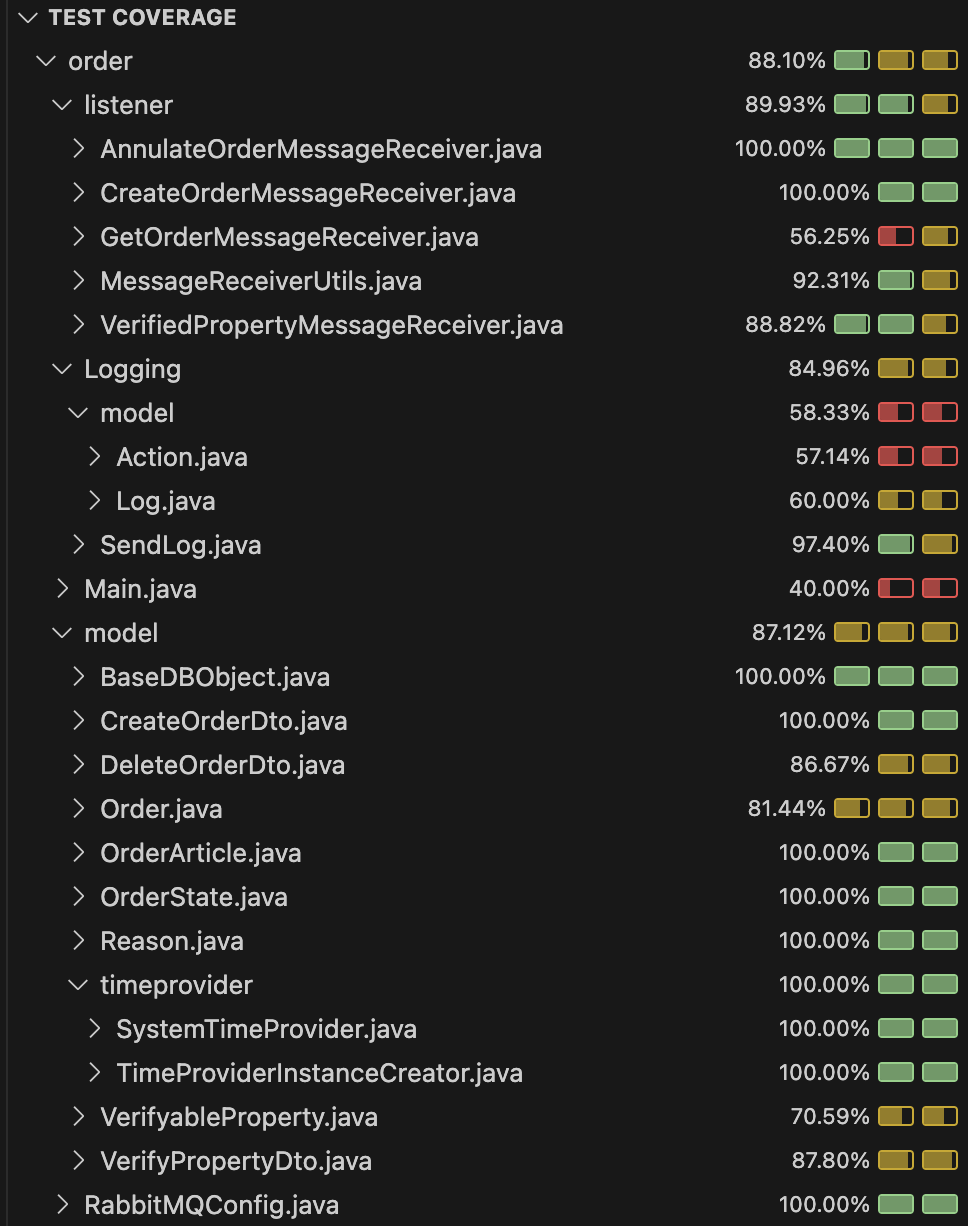 TEST COVERAGE
order 88.10%
listener 89.93%
AnnulateOrderMessageReceiver.java 100.00%
CreateOrderMessageReceiver.java 100.00%
GetOrderMessageReceiver.java 56.25%
MessageReceiverUtils.java 92.31%
VerifiedPropertyMessageReceiver.java 88.82%
Logging 84.96%
model 58.33%
Action.java 57.14%
Log.java 60.00%
SendLog.java 97.40%
Main.java 40.00%
model 87.12%
BaseDBObject.java 100.00%
CreateOrderDto.java 100.00%
DeleteOrderDto.java 86.67%
Order.java 81.44%
OrderArticle.java 100.00%
OrderState.java 100.00%
Reason.java 100.00%
timeprovider 100.00%
SystemTimeProvider.java 100.00%
TimeProviderInstanceCreator.java 100.00%
VerifyableProperty.java 70.59%
VerifyPropertyDto.java 87.80%
RabbitMQConfig.java 100.00%